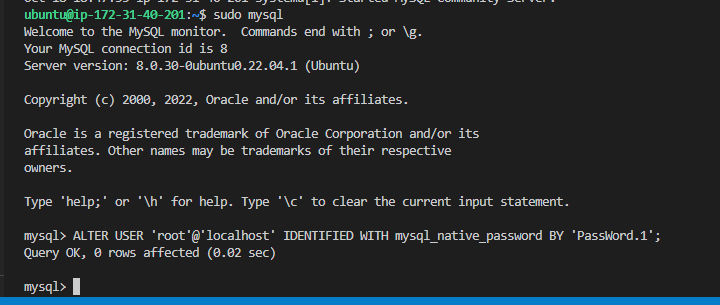 ubuntu@ip-172-31-40-201:~$ sudo mysql
Welcome to the MySQL monitor.  Commands end with ; or \g.
Your MySQL connection id is 8
Server version: 8.0.30-0ubuntu0.22.04.1 (Ubuntu)
Copyright (c) 2000, 2022, Oracle and/or its affiliates.
Oracle is a registered trademark of Oracle Corporation and/or its
affiliates. Other names may be trademarks of their respective
owners.
Type 'help;' or '\h' for help. Type '\c' to clear the current input statement.
mysql> ALTER USER 'root'@'localhost' IDENTIFIED WITH mysql_native_password BY 'PassWord.1';
Query OK, 0 rows affected (0.02 sec)
mysql>